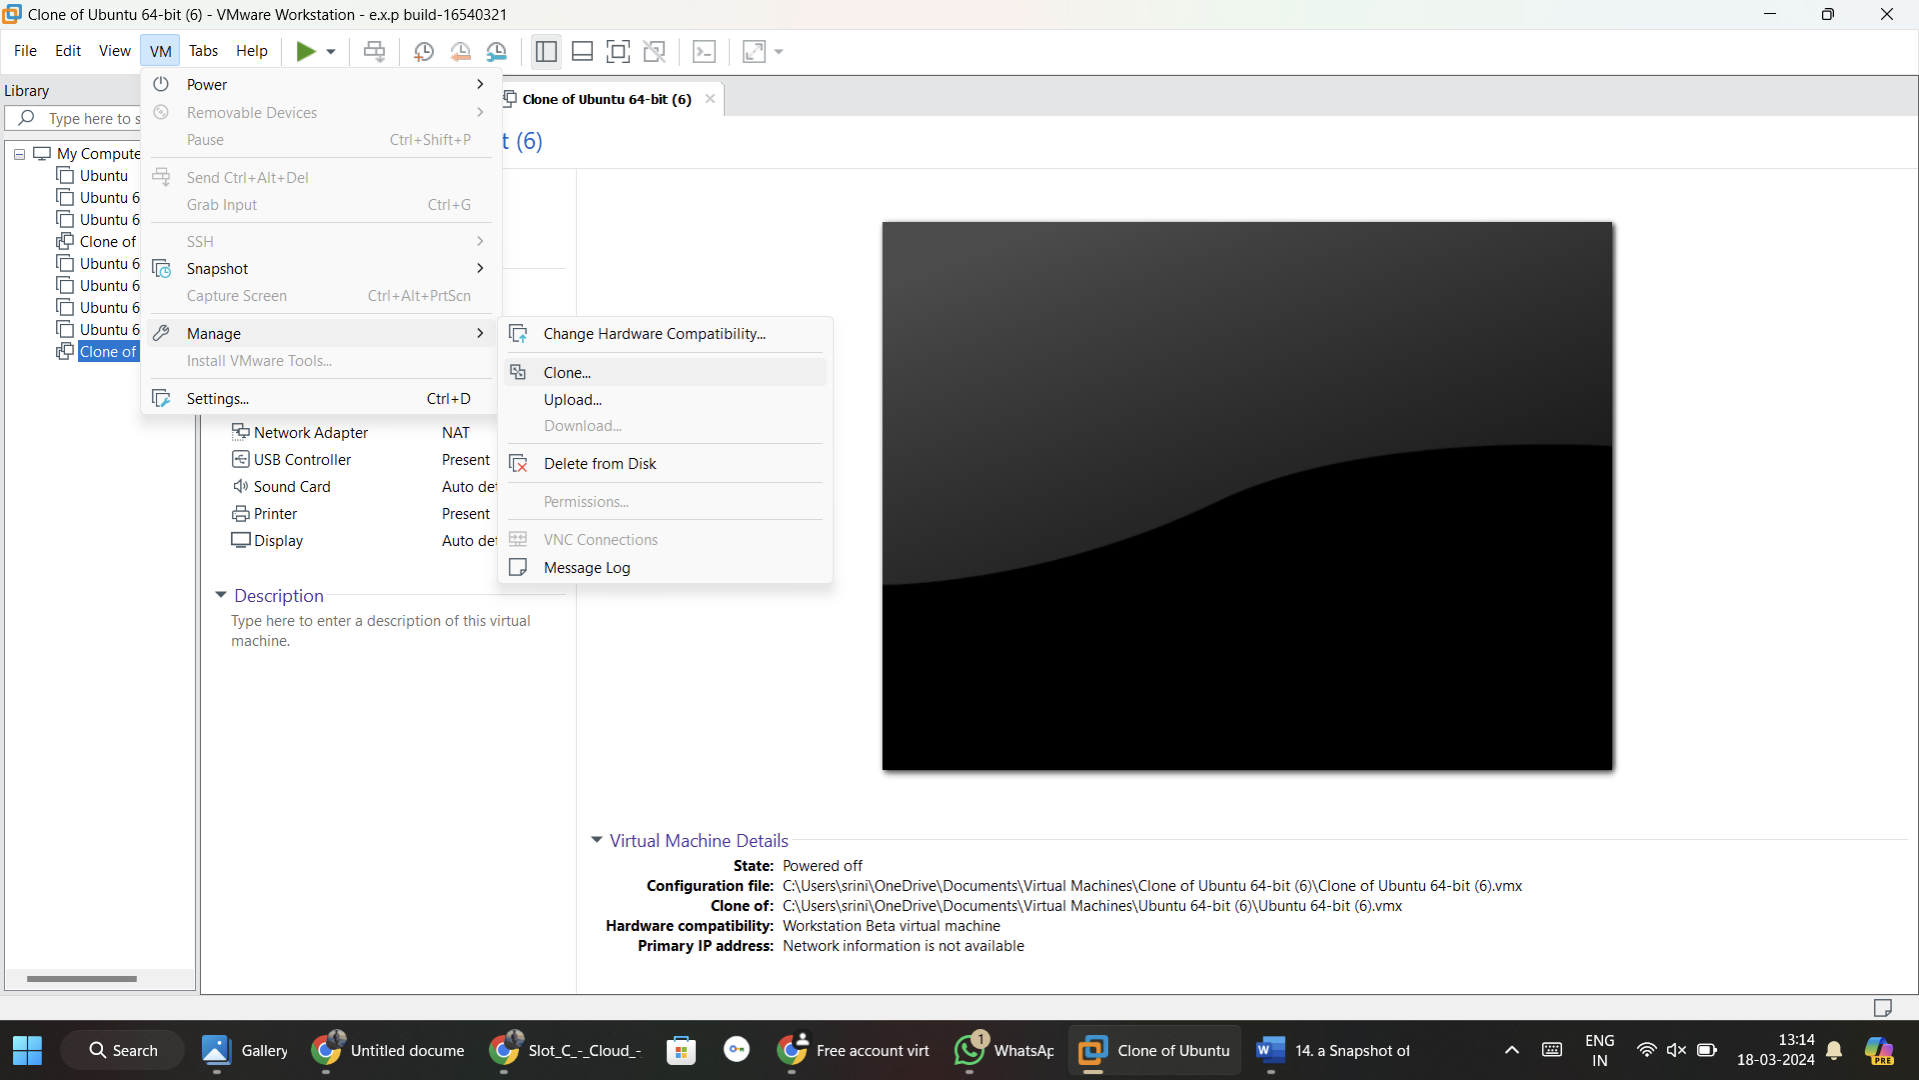 Clone of Ubuntu 64-bit (6) - VMware Workstation - e.x.p build-16540321
File Edit View VM Tabs Help
Library
Type here to s
My Compute
Ubuntu
Ubuntu 6
Ubuntu 6
Clone of
Ubuntu 6
Ubuntu 6
Ubuntu 6
Ubuntu 6
Clone of
Power
Removable Devices
Pause Ctrl+Shift+P
Send Ctrl+Alt+Del
Grab Input Ctrl+G
SSH
Snapshot
Capture Screen Ctrl+Alt+PrtScn
Manage
Install VMware Tools...
Settings... Ctrl+D
Clone of Ubuntu 64-bit (6)
t (6)
Change Hardware Compatibility...
Clone...
Upload...
Download...
Delete from Disk
Permissions...
VNC Connections
Message Log
Network Adapter NAT
USB Controller Present
Sound Card Auto det
Printer Present
Display Auto det
Description
Type here to enter a description of this virtual
machine.
Virtual Machine Details
State: Powered off
Configuration file: C:\Users\srini\OneDrive\Documents\Virtual Machines\Clone of Ubuntu 64-bit (6)\Clone of Ubuntu 64-bit (6).vmx
Clone of: C:\Users\srini\OneDrive\Documents\Virtual Machines\Ubuntu 64-bit (6)\Ubuntu 64-bit (6).vmx
Hardware compatibility: Workstation Beta virtual machine
Primary IP address: Network information is not available
Search
Gallery
Untitled docume
Slot_C_-_Cloud_-
Free account virt
1
WhatsAp
Clone of Ubuntu
14. a Snapshot of
ENG
IN
13:14
18-03-2024
PRE